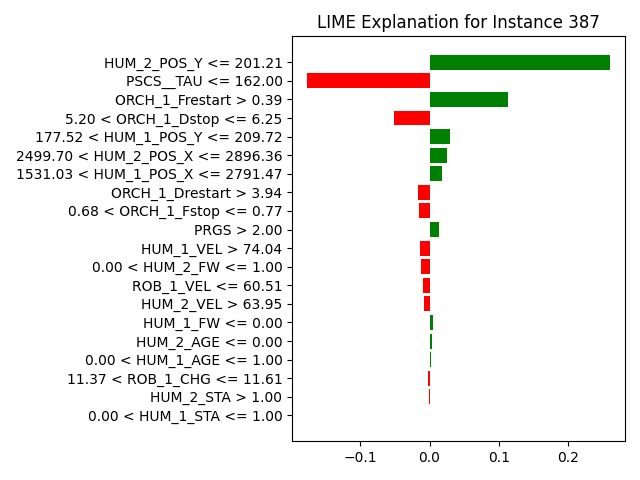 LIME Explanation for Instance 387
HUM_2_POS_Y <= 201.21
PSCS__TAU <= 162.00
ORCH_1_Frestart > 0.39
5.20 < ORCH_1_Dstop <= 6.25
177.52 < HUM_1_POS_Y <= 209.72
2499.70 < HUM_2_POS_X <= 2896.36
1531.03 < HUM_1_POS_X <= 2791.47
ORCH_1_Drestart > 3.94
0.68 < ORCH_1_Fstop <= 0.77
PRGS > 2.00
HUM_1_VEL > 74.04
0.00 < HUM_2_FW <= 1.00
ROB_1_VEL <= 60.51
HUM_2_VEL > 63.95
HUM_1_FW <= 0.00
HUM_2_AGE <= 0.00
0.00 < HUM_1_AGE <= 1.00
11.37 < ROB_1_CHG <= 11.61
HUM_2_STA > 1.00
0.00 < HUM_1_STA <= 1.00
−0.1 0.0 0.1 0.2